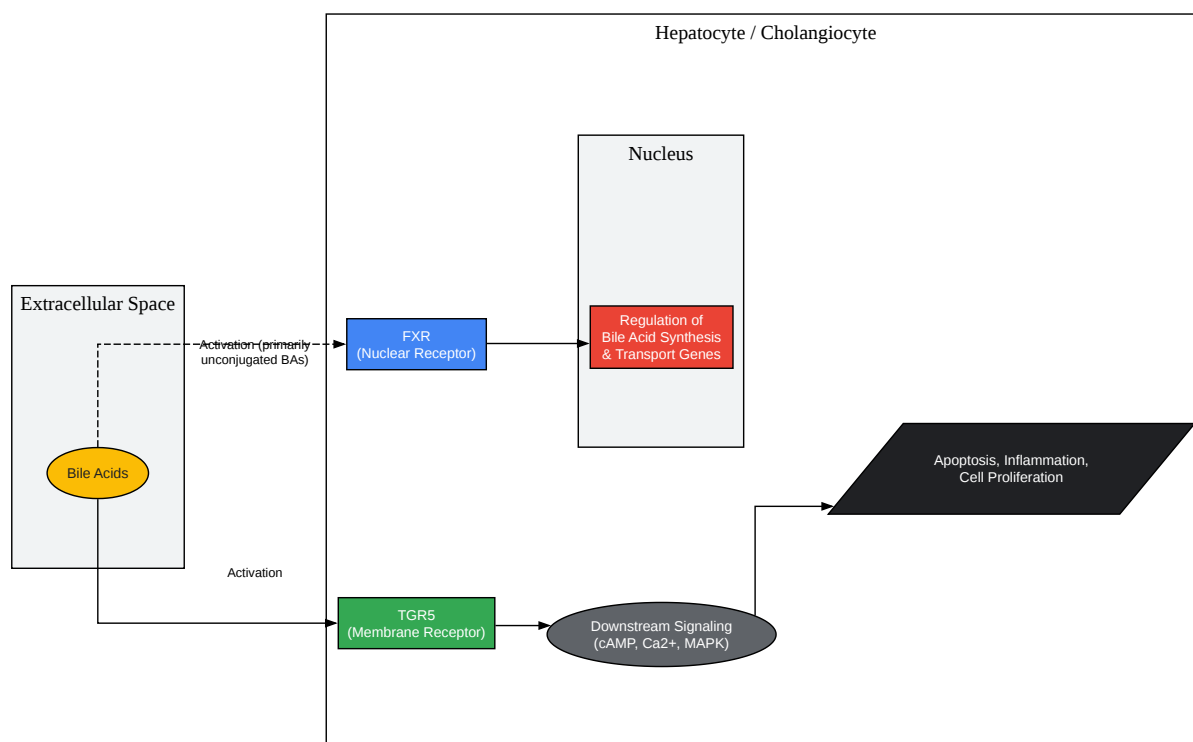 Hepatocyte / Cholangiocyte
Nucleus
Extracellular Space
Activation (primarily
unconjugated BAs)
FXR
(Nuclear Receptor)
Regulation of
Bile Acid Synthesis
& Transport Genes
Bile Acids
Apoptosis, Inflammation,
Cell Proliferation
Activation
TGR5
(Membrane Receptor)
Downstream Signaling
(cAMP, Ca2+, MAPK)